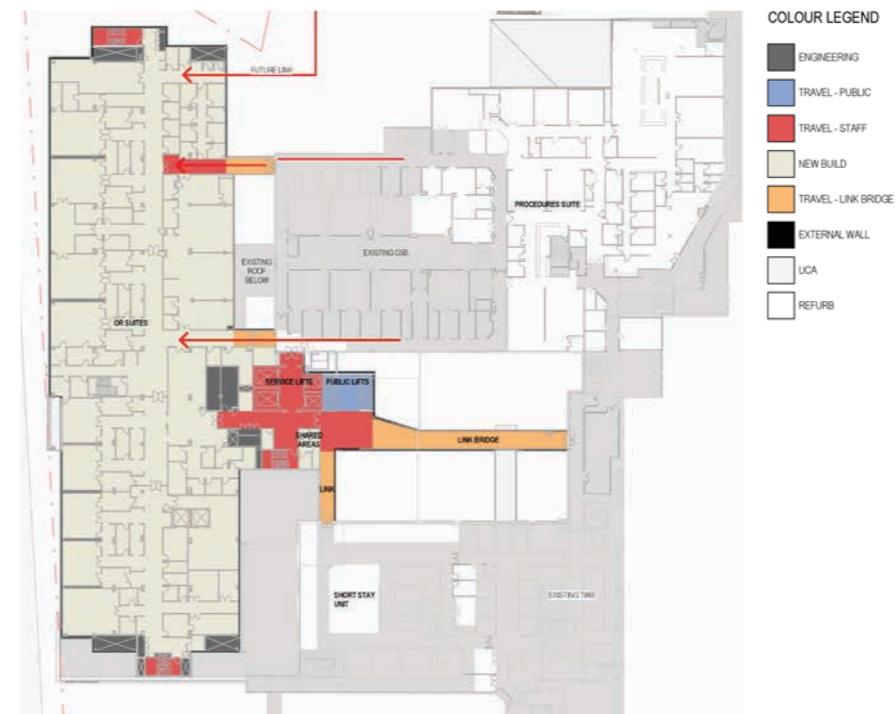 COLOUR LEGEND
ENGINEERING
TRAVEL - PUBLIC
TRAVEL - STAFF
NEW BUILD
TRAVEL - LINK BRIDGE
EXTERNAL WALL
UCA
REFURB
FUTURE LINK
PROCEDURES SUITE
EXISTING CSB
EXISTING
ROOF
BELOW
OR SUITES
SERVICE LIFTS
PUBLIC LIFTS
SHARED
AREAS
LINK BRIDGE
LINK
SHORT STAY
UNIT
EXISTING TWB